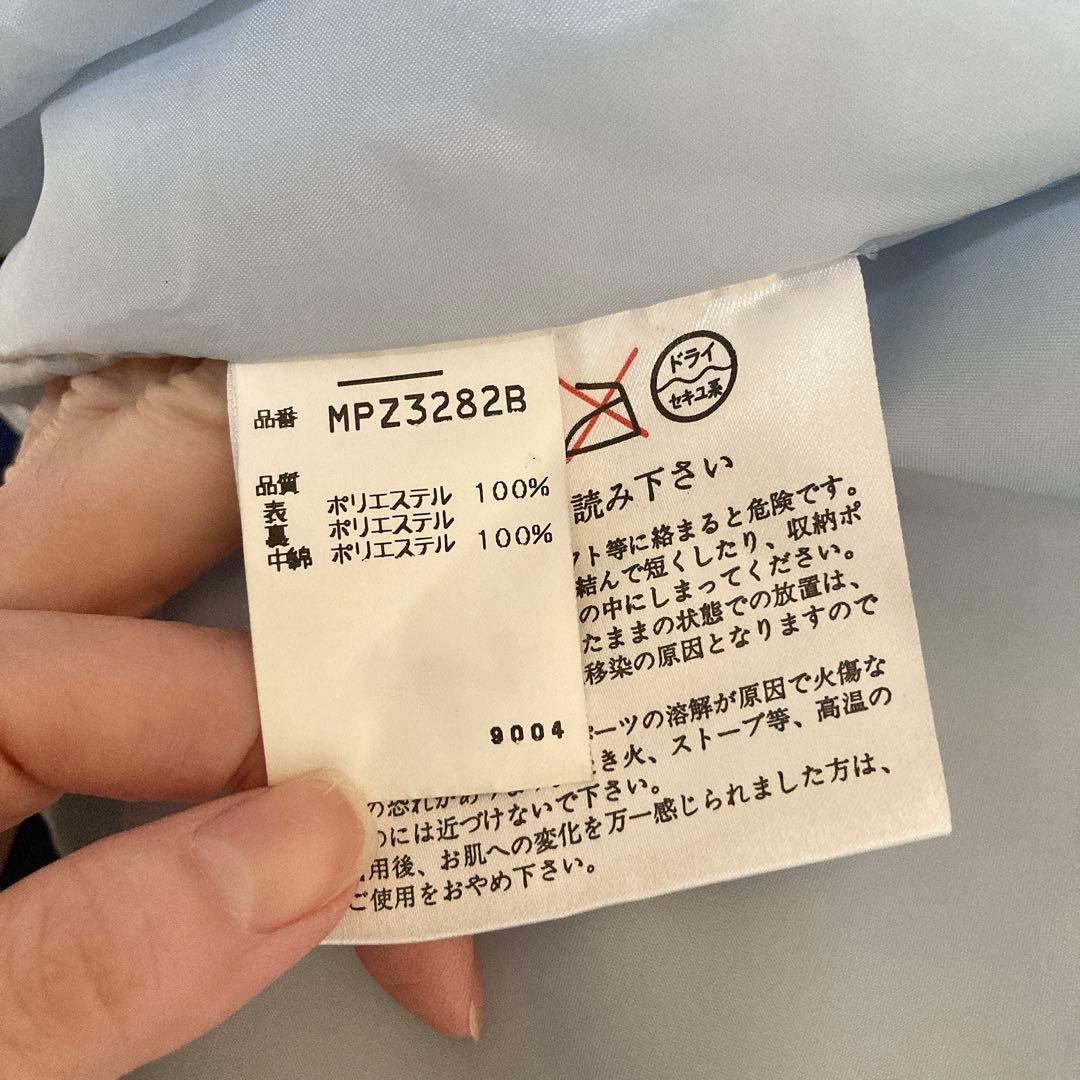 品番 MPZ3282B
品質
表 ポリエステル 100%
裏 ポリエステル
中綿 ポリエステル 100%
9004
ドライ
セキユ系
読み下さい
ト等に絡まると危険です。
結んで短くしたり、収納ポ
の中にしまってください。
たままの状態での放置は、
移染の原因となりますので
ーツの溶解が原因で火傷な
き火、ストーブ等、高温の
の恐れがあ
のには近づけないで下さい。
用後、お肌への変化を万一感じられました方は、
ご使用をおやめ下さい。